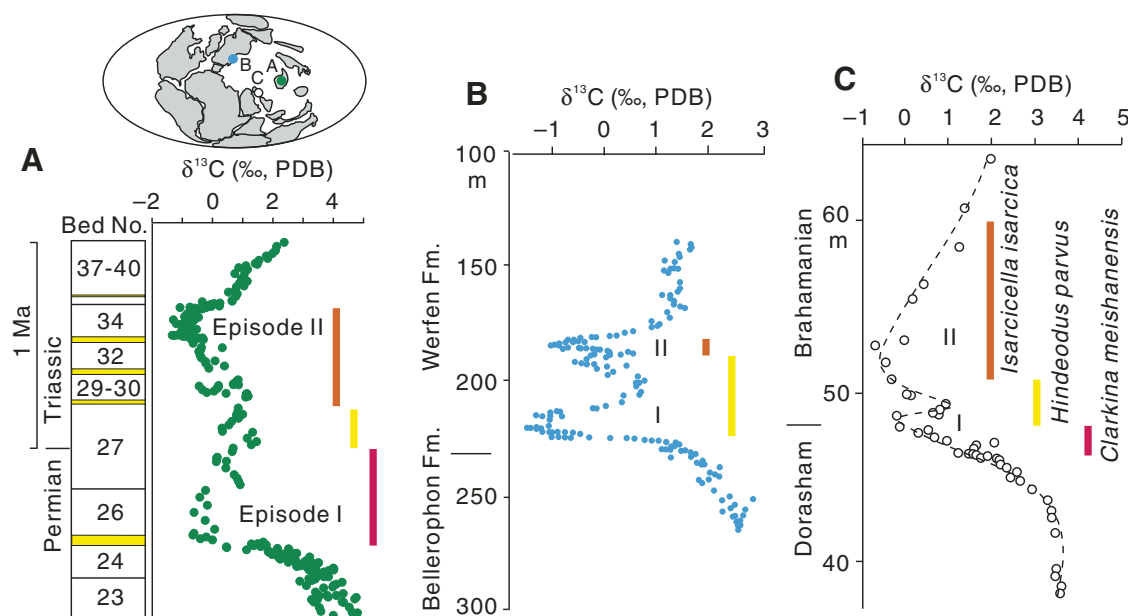 B
A
C
A
δ¹³C (‰, PDB)
−2 0 2 4
Bed No.
37-40
34
32
29-30
27
26
24
23
1 Ma
Triassic
Permian
Episode II
Episode I
B
δ¹³C (‰, PDB)
−1 0 1 2 3
100
m
150
200
250
300
Werfen Fm.
Bellerophon Fm.
II
I
C
δ¹³C (‰, PDB)
−1 0 1 2 3 4 5
60
m
50
40
Brahamanian
Dorasham
II
I
Isarcicella isarcica
Hindeodus parvus
Clarkina meishanensis